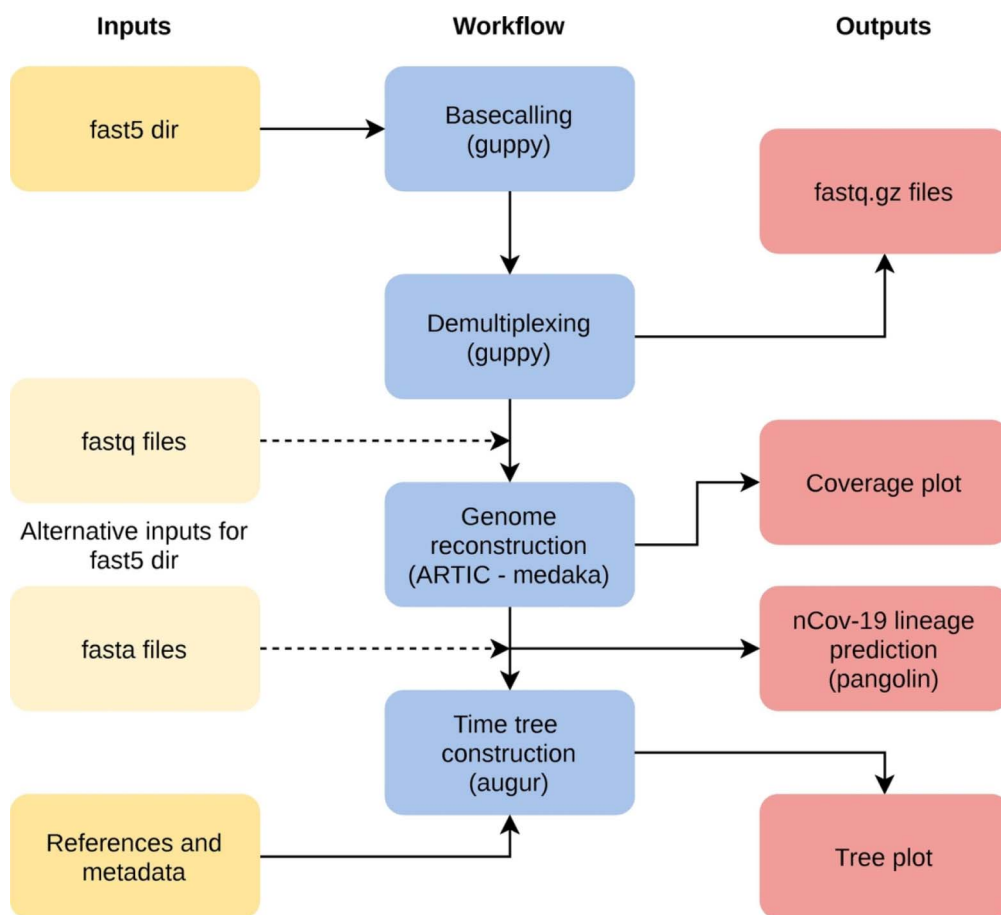 Inputs
Workflow
Outputs
fast5 dir
Basecalling
(guppy)
fastq.gz files
Demultiplexing
(guppy)
fastq files
Alternative inputs for
fast5 dir
Genome
reconstruction
(ARTIC - medaka)
Coverage plot
fasta files
nCov-19 lineage
prediction
(pangolin)
Time tree
construction
(augur)
References and
metadata
Tree plot